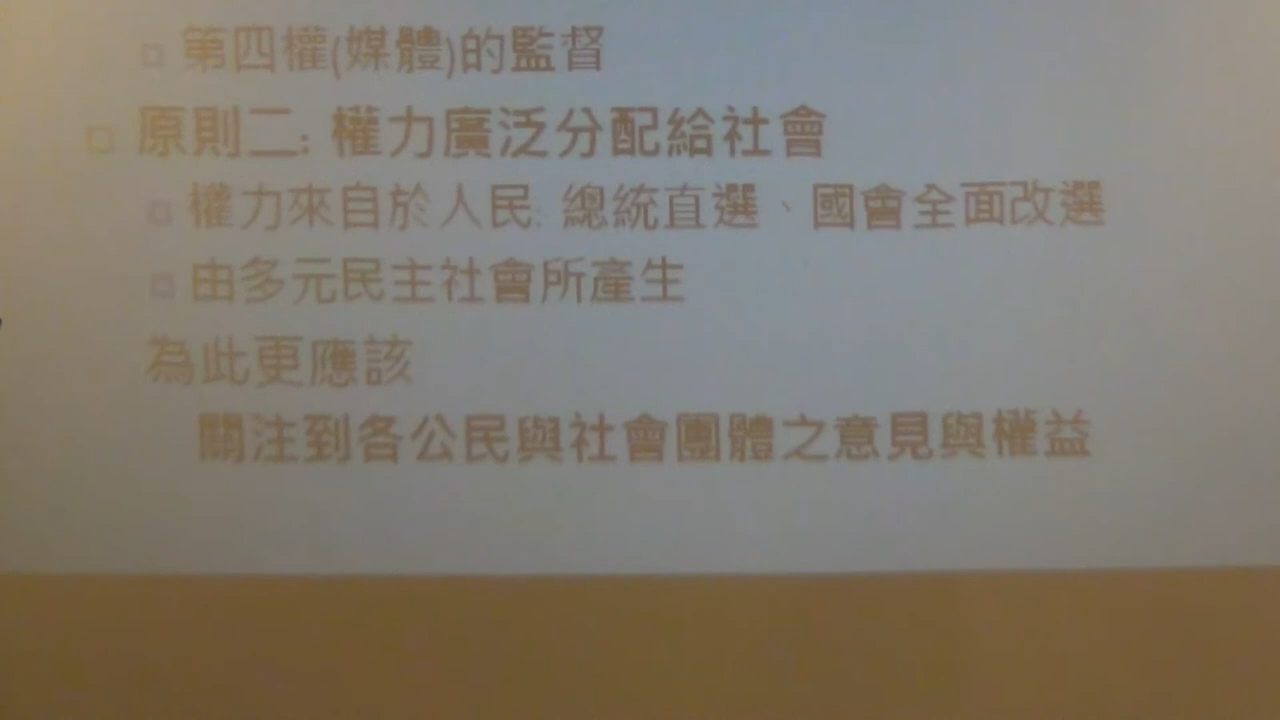 第四權(媒體)的監督
原則二: 權力廣泛分配給社會
權力來自於人民: 總統直選、國會全面改選
由多元民主社會所產生
為此更應該
關注到各公民與社會團體之意見與權益